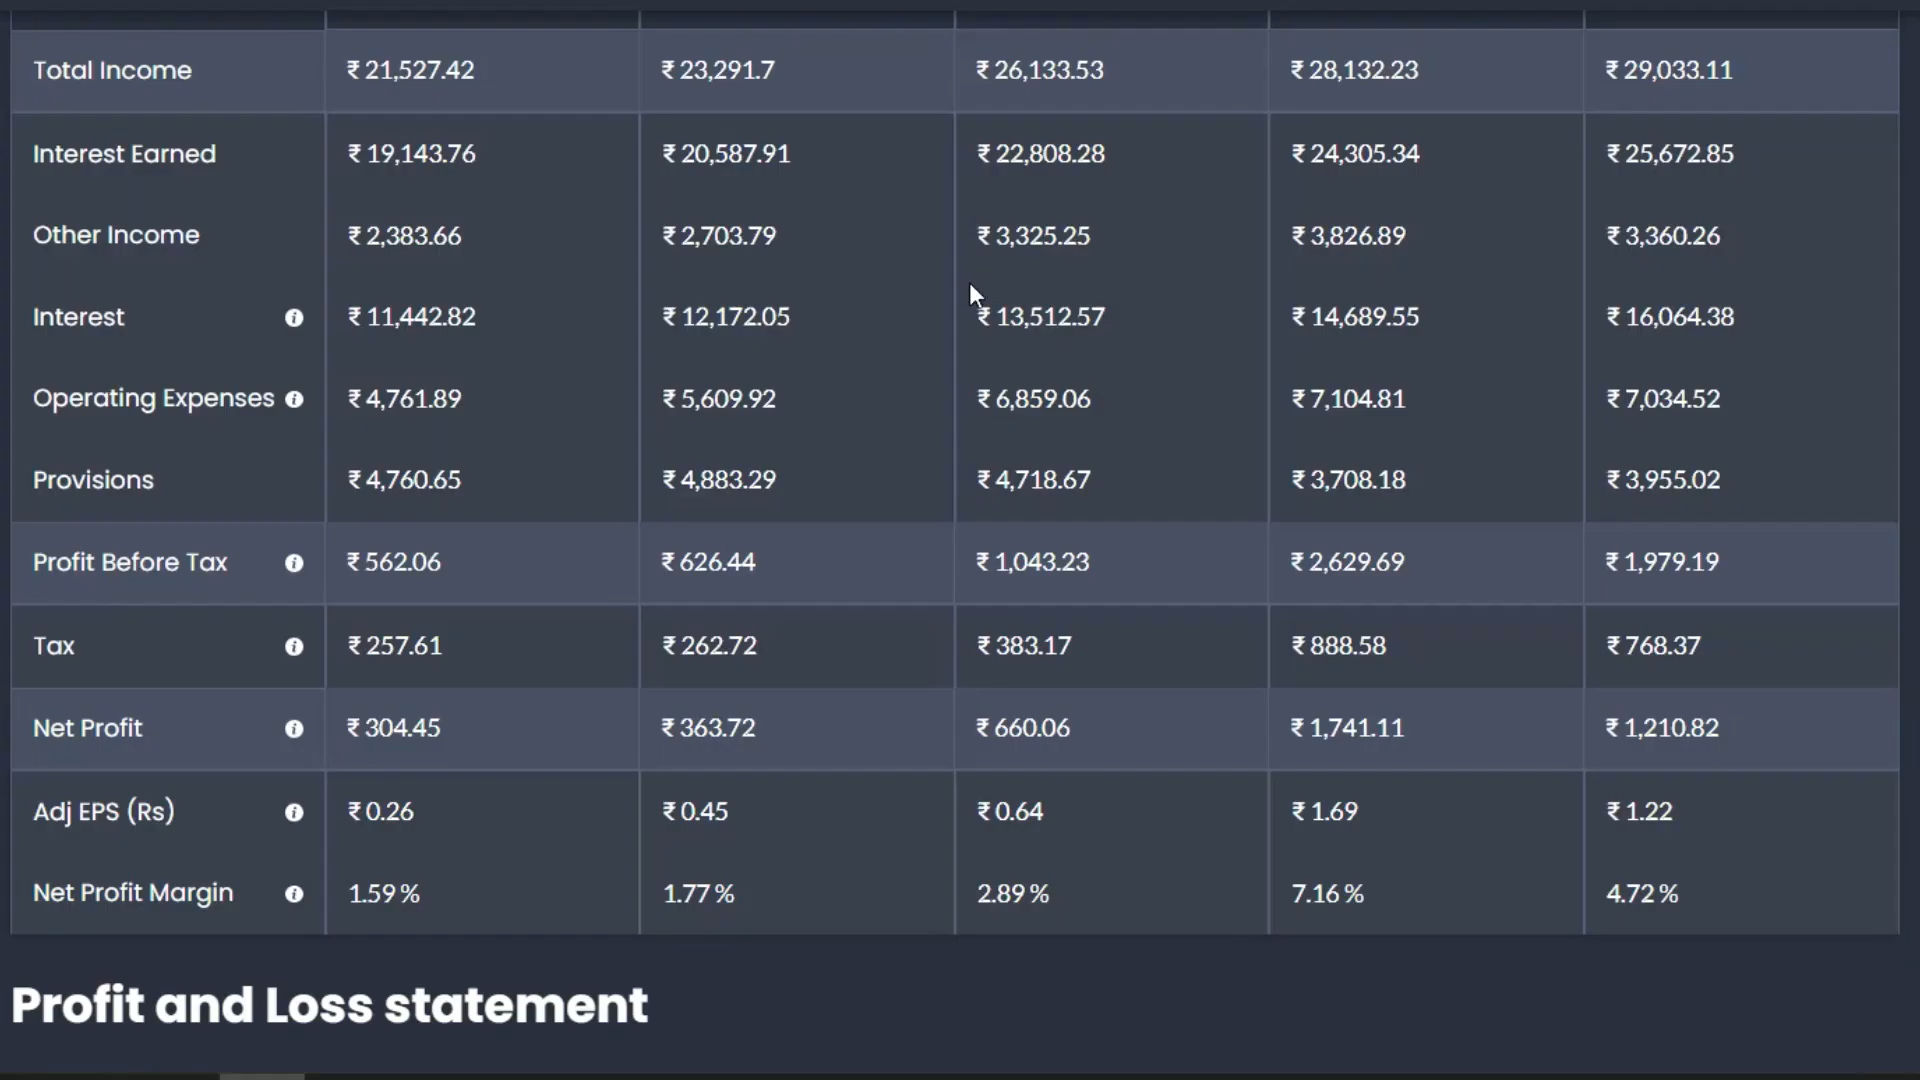 Total Income ₹ 21,527.42 ₹ 23,291.7 ₹ 26,133.53 ₹ 28,132.23 ₹ 29,033.11
Interest Earned ₹ 19,143.76 ₹ 20,587.91 ₹ 22,808.28 ₹ 24,305.34 ₹ 25,672.85
Other Income ₹ 2,383.66 ₹ 2,703.79 ₹ 3,325.25 ₹ 3,826.89 ₹ 3,360.26
Interest ₹ 11,442.82 ₹ 12,172.05 ₹ 13,512.57 ₹ 14,689.55 ₹ 16,064.38
Operating Expenses ₹ 4,761.89 ₹ 5,609.92 ₹ 6,859.06 ₹ 7,104.81 ₹ 7,034.52
Provisions ₹ 4,760.65 ₹ 4,883.29 ₹ 4,718.67 ₹ 3,708.18 ₹ 3,955.02
Profit Before Tax ₹ 562.06 ₹ 626.44 ₹ 1,043.23 ₹ 2,629.69 ₹ 1,979.19
Tax ₹ 257.61 ₹ 262.72 ₹ 383.17 ₹ 888.58 ₹ 768.37
Net Profit ₹ 304.45 ₹ 363.72 ₹ 660.06 ₹ 1,741.11 ₹ 1,210.82
Adj EPS (Rs) ₹ 0.26 ₹ 0.45 ₹ 0.64 ₹ 1.69 ₹ 1.22
Net Profit Margin 1.59 % 1.77 % 2.89 % 7.16 % 4.72 %
Profit and Loss statement